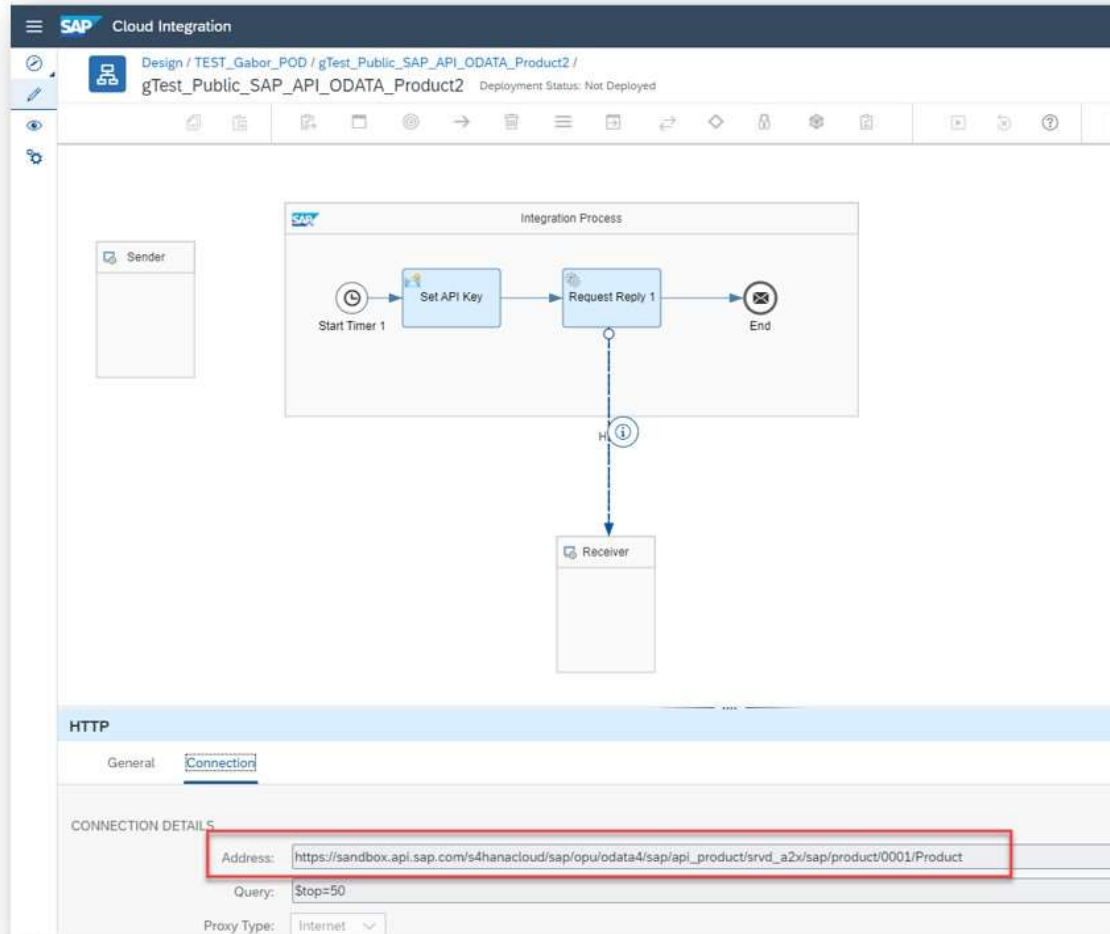 SAP Cloud Integration
Design / TEST_Gabor_POD / gTest_Public_SAP_API_ODATA_Product2 /
gTest_Public_SAP_API_ODATA_Product2 Deployment Status: Not Deployed
SAP Integration Process
Sender
Set API Key
Request Reply 1
Start Timer 1
End
Receiver
HTTP
General Connection
CONNECTION DETAILS
Address: https://sandbox.api.sap.com/s4hanacloud/sap/opu/odata4/sap/api_product/srvd_a2x/sap/product/0001/Product
Query: $top=50
Proxy Type: Internet